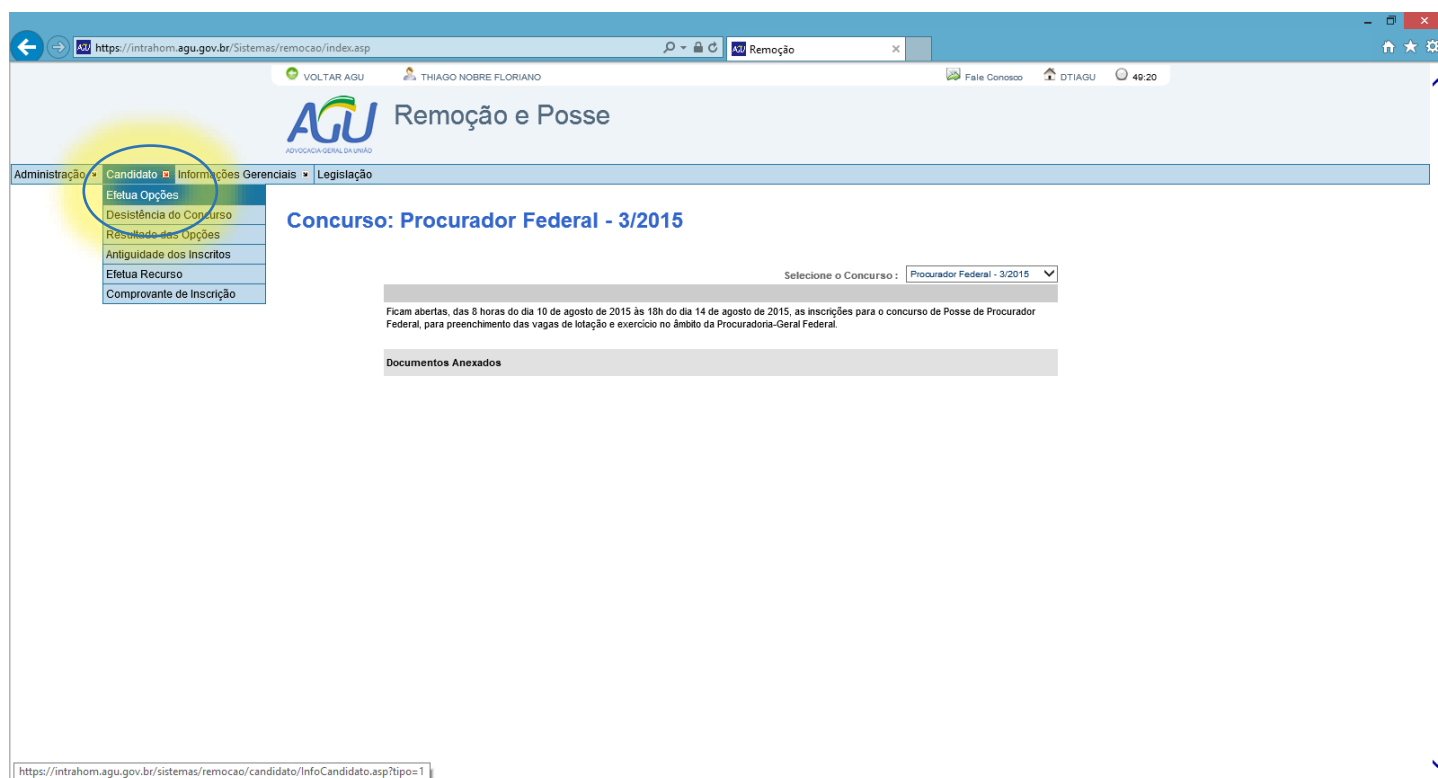 https://intrahom.agu.gov.br/Sistemas/remocao/index.asp
AGU Remoção
VOLTAR AGU THIAGO NOBRE FLORIANO Fale Conosco DTIAGU 49:20
AGU
ADVOCACIA-GERAL DA UNIÃO
Remoção e Posse
Administração Candidato Informações Gerenciais Legislação
Efetua Opções
Desistência do Concurso
Resultado das Opções
Antiguidade dos Inscritos
Efetua Recurso
Comprovante de Inscrição
Concurso: Procurador Federal - 3/2015
Selecione o Concurso : Procurador Federal - 3/2015
Ficam abertas, das 8 horas do dia 10 de agosto de 2015 às 18h do dia 14 de agosto de 2015, as inscrições para o concurso de Posse de Procurador
Federal, para preenchimento das vagas de lotação e exercício no âmbito da Procuradoria-Geral Federal.
Documentos Anexados
https://intrahom.agu.gov.br/sistemas/remocao/candidato/InfoCandidato.asp?tipo=1